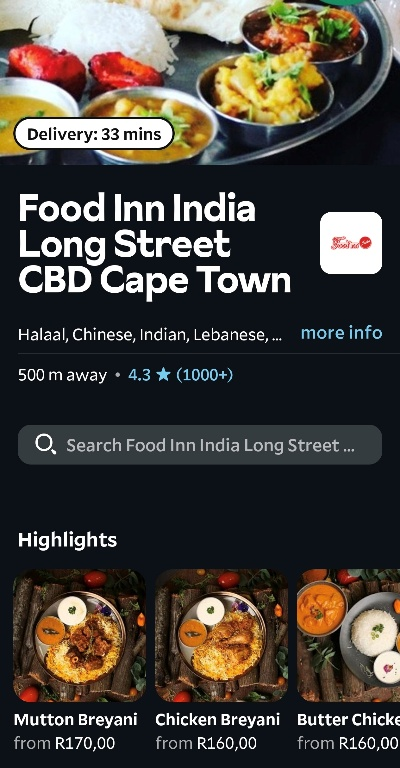 Delivery: 33 mins
Food Inn India
Long Street
CBD Cape Town
Halaal, Chinese, Indian, Lebanese, ... more info
500 m away • 4.3 ★ (1000+)
Search Food Inn India Long Street ...
Highlights
Mutton Breyani Chicken Breyani Butter Chicke
from R170,00 from R160,00 from R160,00